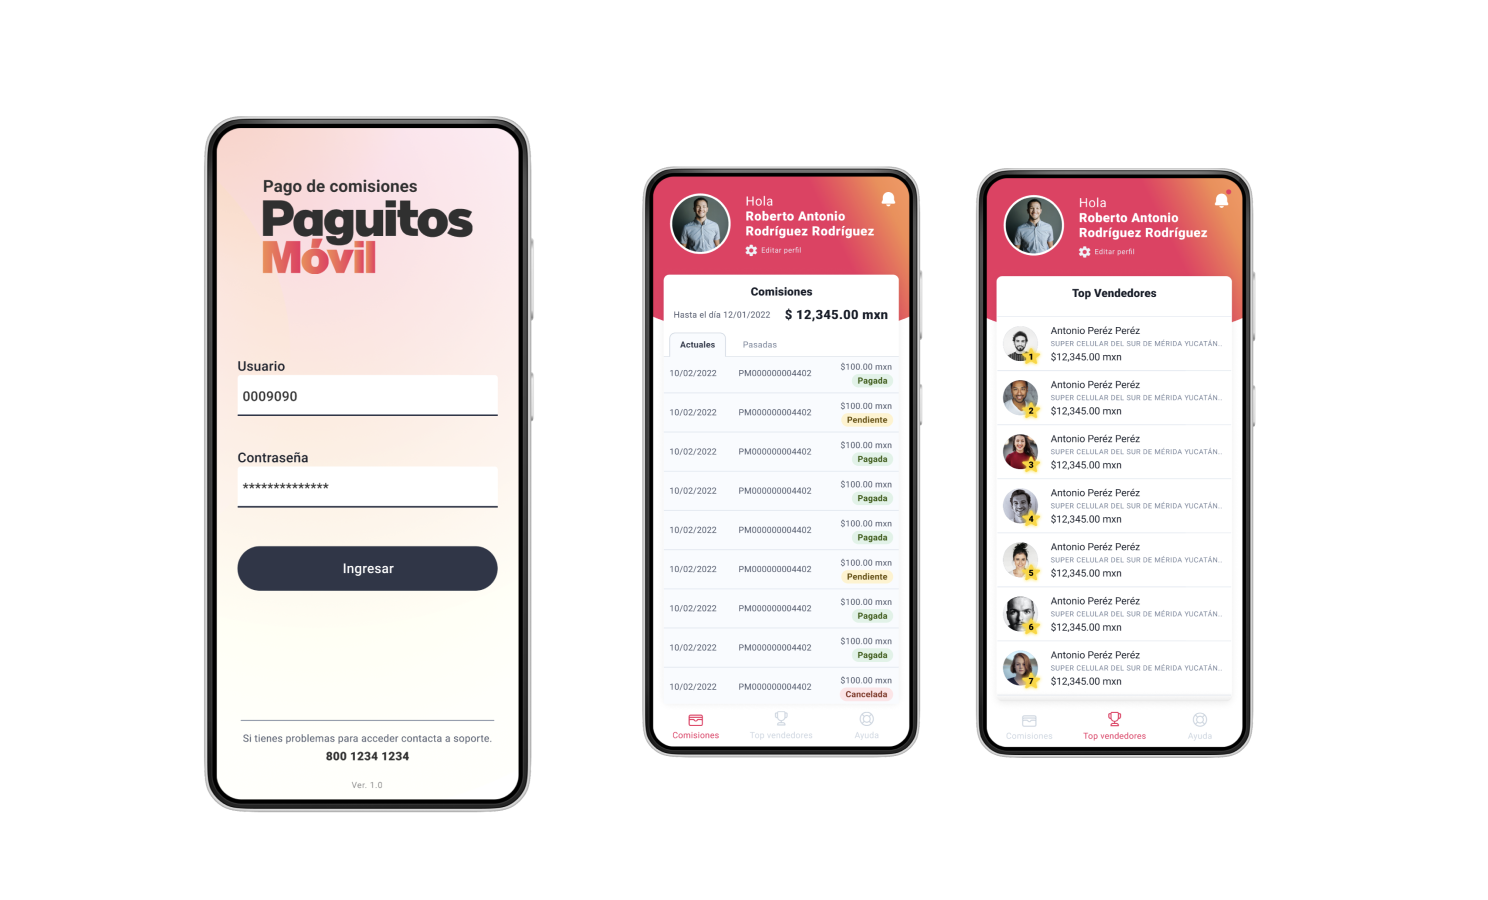 Pago de comisiones
Paguitos
Móvil
Usuario
0009090
Contraseña
**************
Ingresar
Si tienes problemas para acceder contacta a soporte.
800 1234 1234
Ver. 1.0
Hola
Roberto Antonio
Rodríguez Rodríguez
Editar perfil
Comisiones
Hasta el día 12/01/2022 $ 12,345.00 mxn
Actuales Pasadas
10/02/2022 PM000000004402 $100.00 mxn
Pagada
10/02/2022 PM000000004402 $100.00 mxn
Pendiente
10/02/2022 PM000000004402 $100.00 mxn
Pagada
10/02/2022 PM000000004402 $100.00 mxn
Pagada
10/02/2022 PM000000004402 $100.00 mxn
Pagada
10/02/2022 PM000000004402 $100.00 mxn
Pendiente
10/02/2022 PM000000004402 $100.00 mxn
Pagada
10/02/2022 PM000000004402 $100.00 mxn
Pagada
10/02/2022 PM000000004402 $100.00 mxn
Cancelada
Comisiones Top vendedores Ayuda
Hola
Roberto Antonio
Rodríguez Rodríguez
Editar perfil
Top Vendedores
Antonio Peréz Peréz
SUPER CELULAR DEL SUR DE MÉRIDA YUCATÁN...
1 $12,345.00 mxn
Antonio Peréz Peréz
SUPER CELULAR DEL SUR DE MÉRIDA YUCATÁN...
2 $12,345.00 mxn
Antonio Peréz Peréz
SUPER CELULAR DEL SUR DE MÉRIDA YUCATÁN...
3 $12,345.00 mxn
Antonio Peréz Peréz
SUPER CELULAR DEL SUR DE MÉRIDA YUCATÁN...
4 $12,345.00 mxn
Antonio Peréz Peréz
SUPER CELULAR DEL SUR DE MÉRIDA YUCATÁN...
5 $12,345.00 mxn
Antonio Peréz Peréz
SUPER CELULAR DEL SUR DE MÉRIDA YUCATÁN...
6 $12,345.00 mxn
Antonio Peréz Peréz
SUPER CELULAR DEL SUR DE MÉRIDA YUCATÁN...
7 $12,345.00 mxn
Comisiones Top vendedores Ayuda